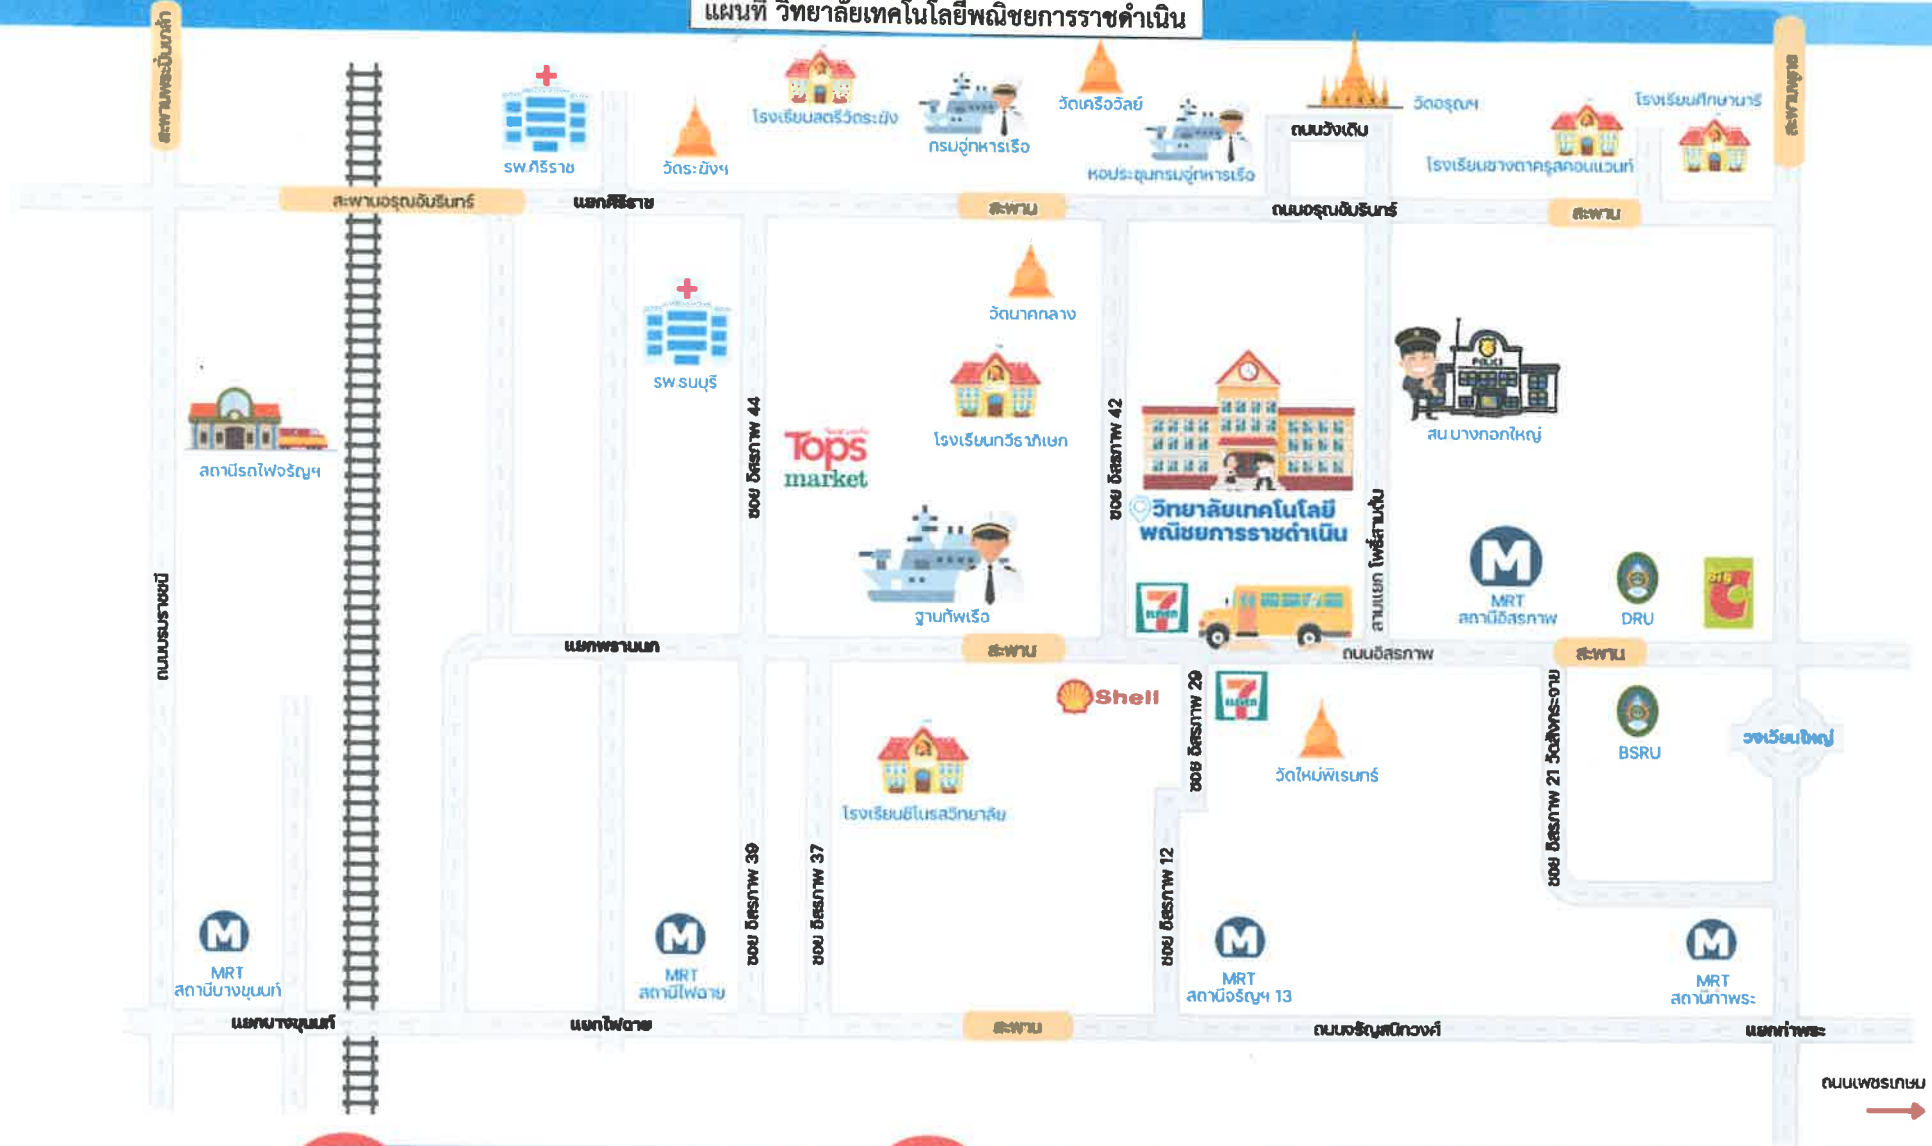 แผนที่ วิทยาลัยเทคโนโลยีพณิชยการราชดำเนิน
สะพานพระปิ่นเกล้า
สะพานพุทธ
รพ.ศิริราช
วัดระฆังฯ
โรงเรียนสตรีวัดระฆัง
กรมอู่ทหารเรือ
วัดเครือวัลย์
หอประชุมกรมอู่ทหารเรือ
ถนนวังเดิม
วัดอรุณฯ
โรงเรียนซางตาครู้สคอนแวนท์
โรงเรียนศึกษานารี
สะพานอรุณอัมรินทร์
แยกศิริราช
สะพาน
ถนนอรุณอัมรินทร์
สะพาน
สถานีรถไฟจรัญฯ
รพ.ธนบุรี
ซอย อิสรภาพ 44
Tops
market
วัดนาคกลาง
โรงเรียนทวีธาภิเษก
ฐานทัพเรือ
ซอย อิสรภาพ 42
วิทยาลัยเทคโนโลยี
พณิชยการราชดำเนิน
สามแยก โพธิ์สามต้น
POLICE
สน.บางกอกใหญ่
MRT
สถานีอิสรภาพ
DRU
Big C
7 ELEVEN
ถนนบรมราชชนนี
แยกพรานนก
สะพาน
ถนนอิสรภาพ
สะพาน
Shell
ซอย อิสรภาพ 29
7 ELEVEN
วัดใหม่พิเรนทร์
ซอย อิสรภาพ 21 วัดสังข์กระจาย
BSRU
วงเวียนใหญ่
โรงเรียนชิโนรสวิทยาลัย
ซอย อิสรภาพ 39
ซอย อิสรภาพ 37
ซอย อิสรภาพ 12
MRT
สถานีบางขุนนท์
MRT
สถานีไฟฉาย
MRT
สถานีจรัญฯ 13
MRT
สถานีท่าพระ
แยกบางขุนนท์
แยกไฟฉาย
สะพาน
ถนนจรัญสนิทวงศ์
แยกท่าพระ
ถนนเพชรเกษม